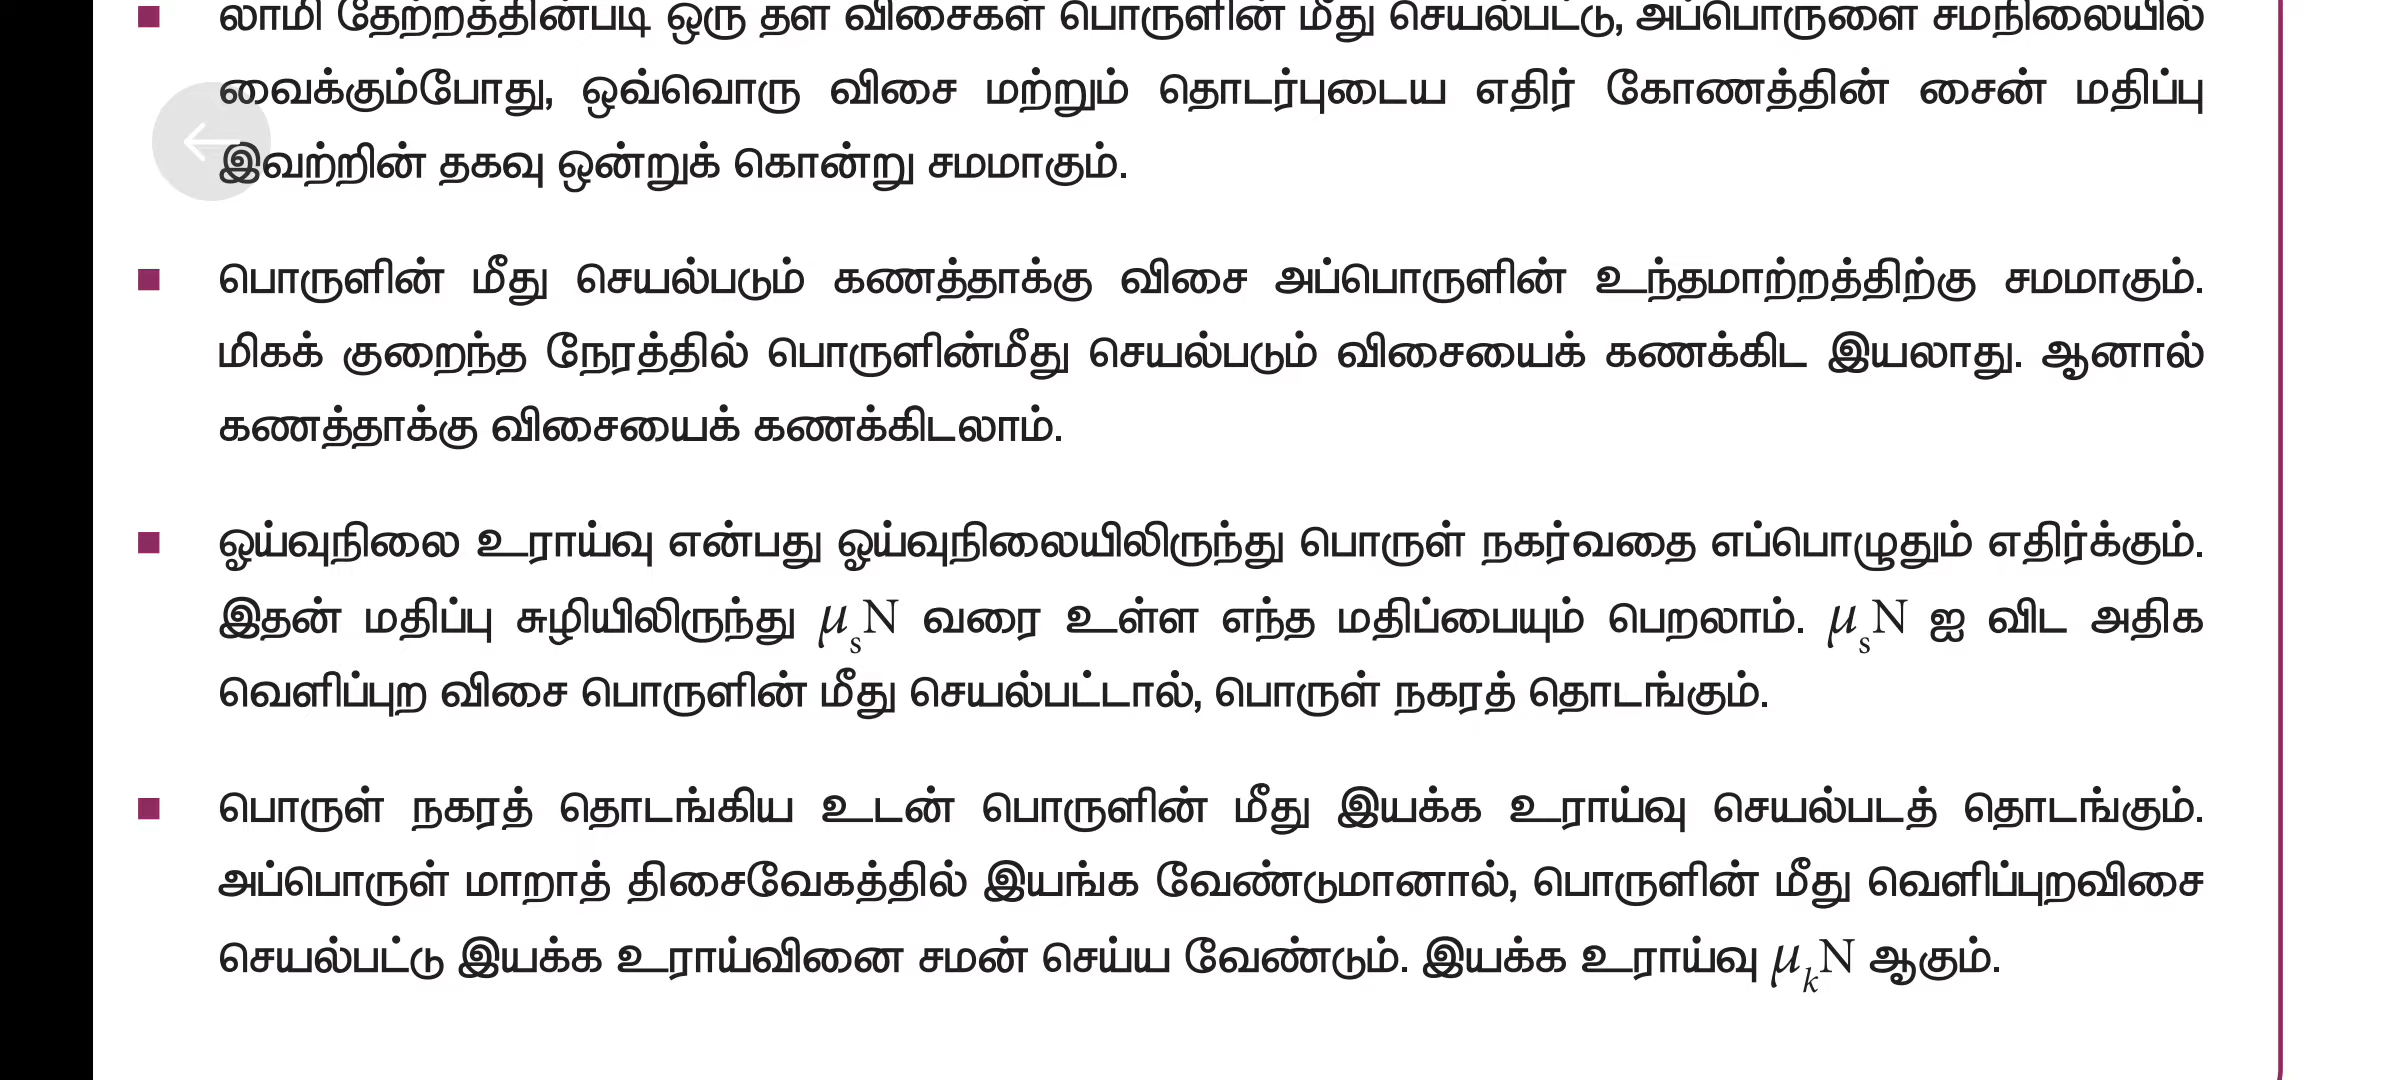 லாமி தேற்றத்தின்படி ஒரு தள விசைகள் பொருளின் மீது செயல்பட்டு, அப்பொருளை சமநிலையில்
வைக்கும்போது, ஒவ்வொரு விசை மற்றும் தொடர்புடைய எதிர் கோணத்தின் சைன் மதிப்பு
இவற்றின் தகவு ஒன்றுக் கொன்று சமமாகும்.
■ பொருளின் மீது செயல்படும் கணத்தாக்கு விசை அப்பொருளின் உந்தமாற்றத்திற்கு சமமாகும்.
மிகக் குறைந்த நேரத்தில் பொருளின்மீது செயல்படும் விசையைக் கணக்கிட இயலாது. ஆனால்
கணத்தாக்கு விசையைக் கணக்கிடலாம்.
■ ஓய்வுநிலை உராய்வு என்பது ஓய்வுநிலையிலிருந்து பொருள் நகர்வதை எப்பொழுதும் எதிர்க்கும்.
இதன் மதிப்பு சுழியிலிருந்து μₛN வரை உள்ள எந்த மதிப்பையும் பெறலாம். μₛN ஐ விட அதிக
வெளிப்புற விசை பொருளின் மீது செயல்பட்டால், பொருள் நகரத் தொடங்கும்.
■ பொருள் நகரத் தொடங்கிய உடன் பொருளின் மீது இயக்க உராய்வு செயல்படத் தொடங்கும்.
அப்பொருள் மாறாத் திசைவேகத்தில் இயங்க வேண்டுமானால், பொருளின் மீது வெளிப்புறவிசை
செயல்பட்டு இயக்க உராய்வினை சமன் செய்ய வேண்டும். இயக்க உராய்வு μₖN ஆகும்.